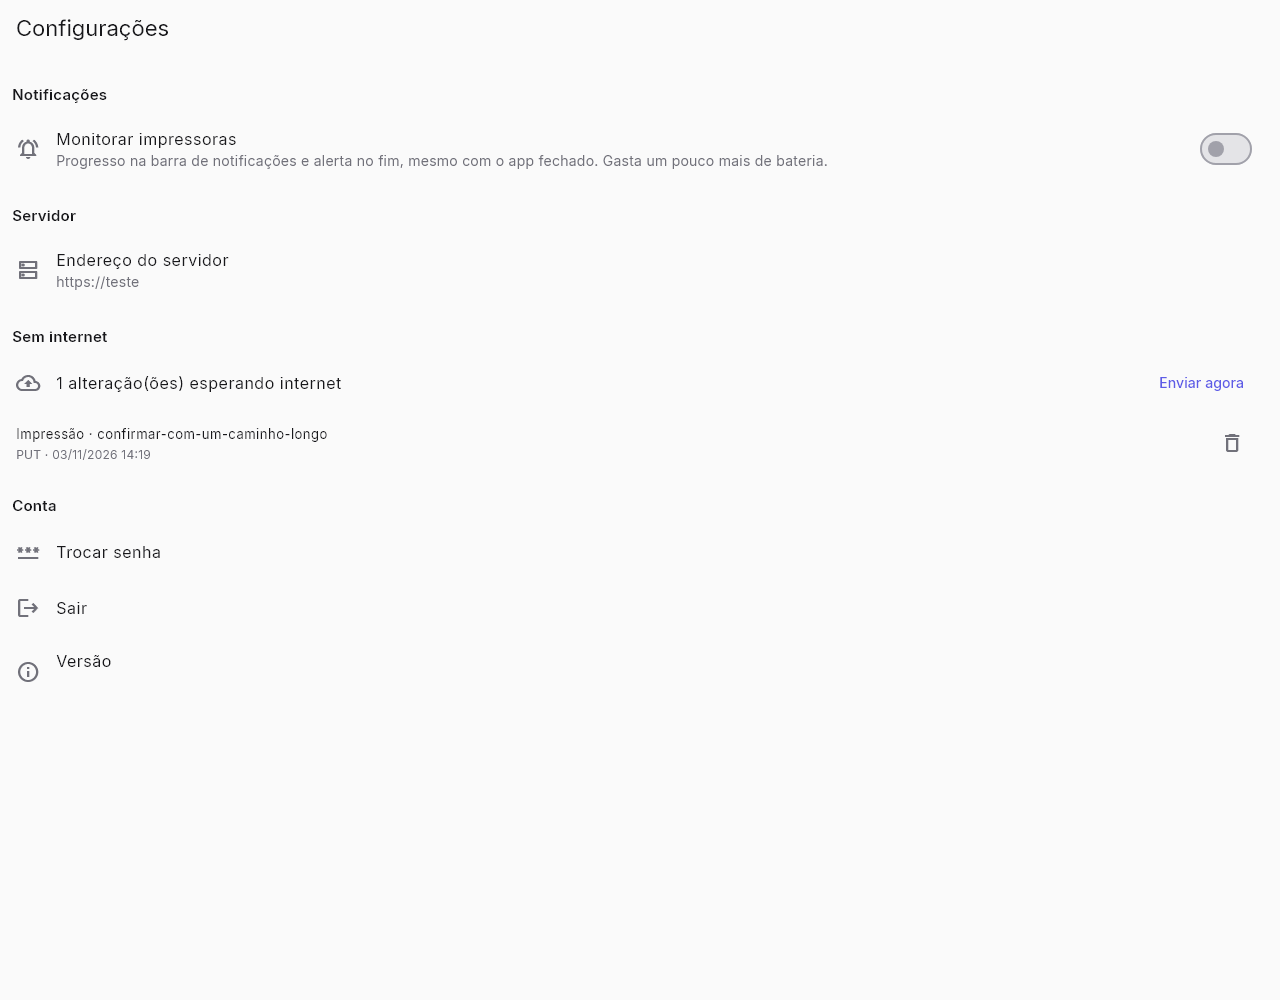 Configurações
Notificações
Monitorar impressoras
Progresso na barra de notificações e alerta no fim, mesmo com o app fechado. Gasta um pouco mais de bateria.
Servidor
Endereço do servidor
https://teste
Sem internet
1 alteração(ões) esperando internet
Enviar agora
Impressão · confirmar-com-um-caminho-longo
PUT · 03/11/2026 14:19
Conta
Trocar senha
Sair
Versão